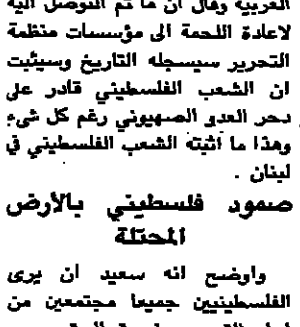 العربية وقال ان ما تم التوصل اليه
لاعادة اللحمة الى مؤسسات منظمة
التحرير سيسجله التاريخ وسيثبت
ان الشعب الفلسطيني قادر على
دحر العدو الصهيوني رغم كل شيء
وهذا ما اثبته الشعب الفلسطيني في
لبنان .
صمود فلسطيني بالأرض
المحتلة
واوضح انه سعيد ان يرى
الفلسطينيين جميعا مجتمعين من